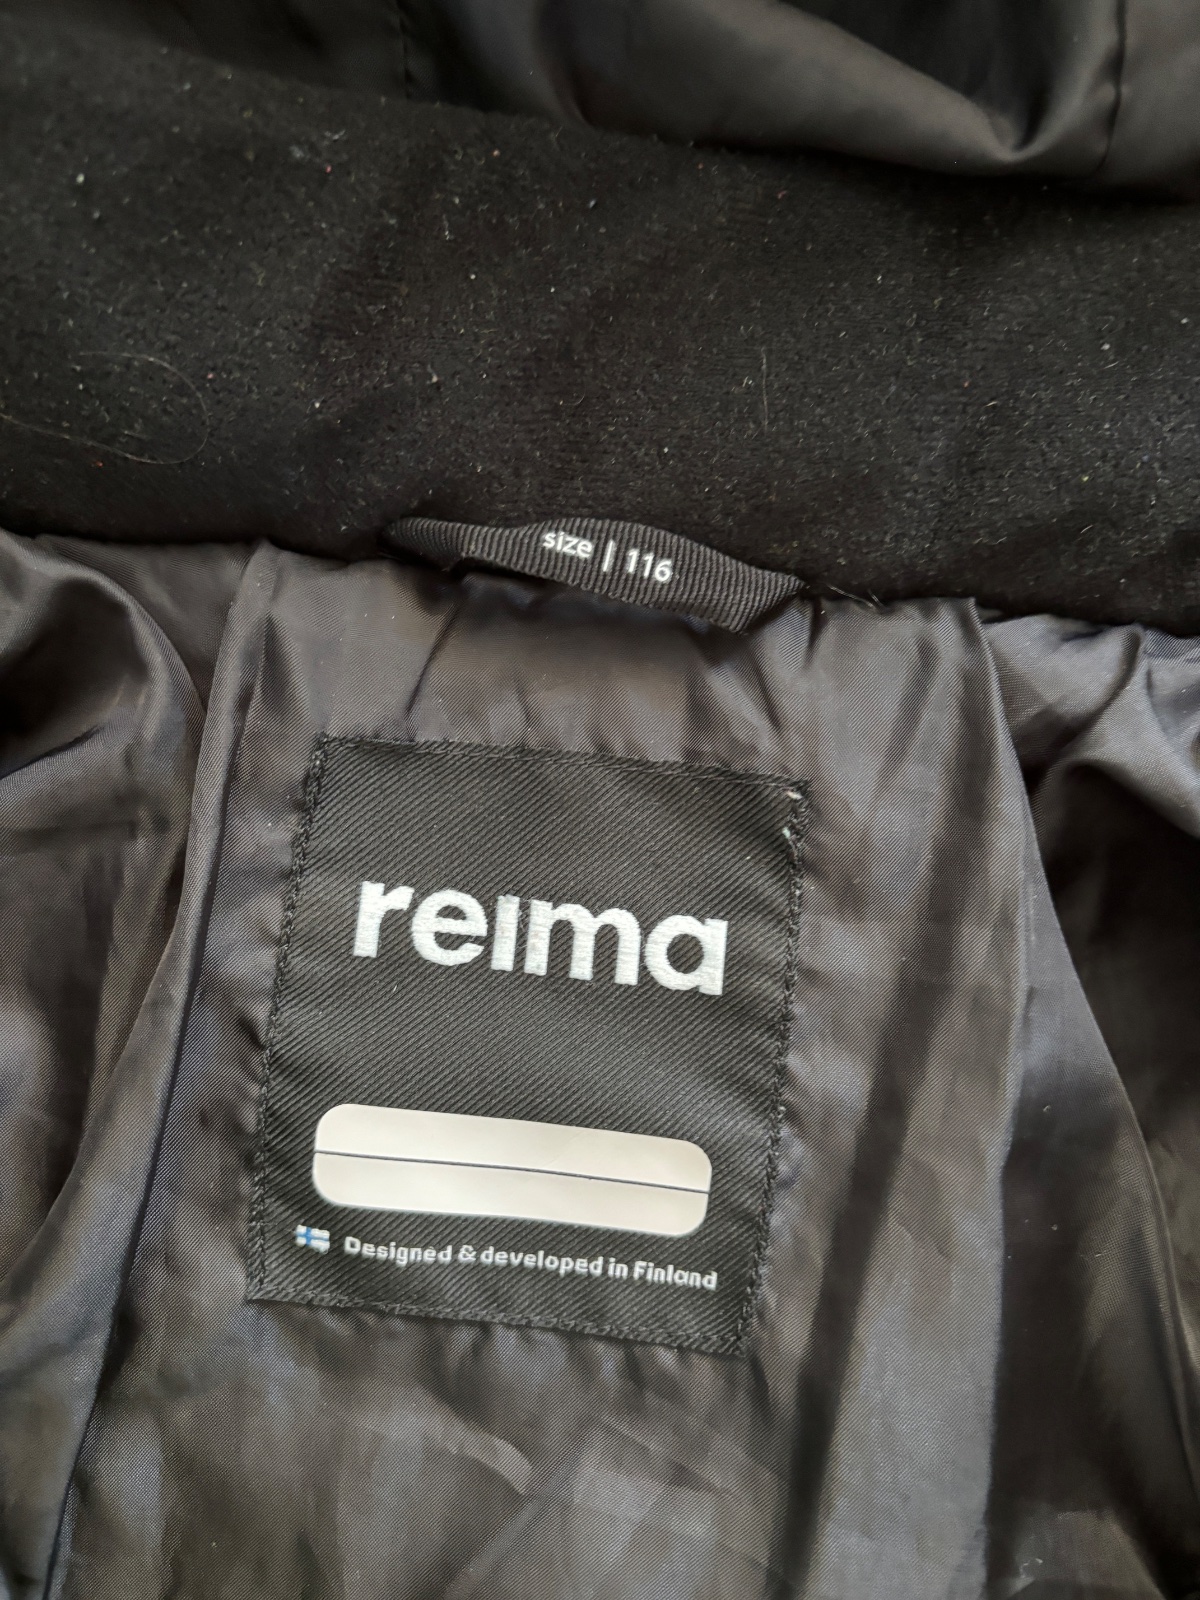 size | 116
reima
Designed & developed in Finland